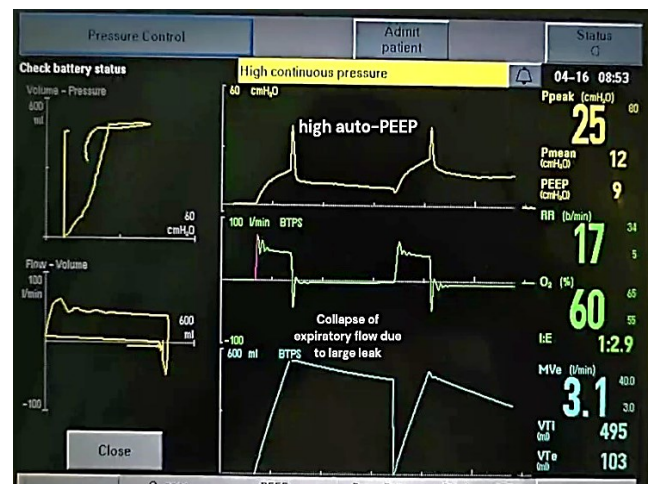 Pressure Control
Admit
patient
Status
Check battery status
High continuous pressure
04-16 08:53
Volume - Pressure
600
ml
60
cmH₂O
Flow - Volume
100
l/min
600
ml
-100
Close
60 cmH₂O
high auto-PEEP
100 l/min BTPS
Collapse of
expiratory flow due
to large leak
-100
600 ml BTPS
Ppeak (cmH₂O)
25
60
Pmean
(cmH₂O)
12
PEEP
(cmH₂O)
9
RR (b/min)
17
34
5
O₂ (%)
60
65
55
I:E
1:2.9
MVe (l/min)
3.1
40.0
3.0
VTi
(ml)
495
VTe
(ml)
103